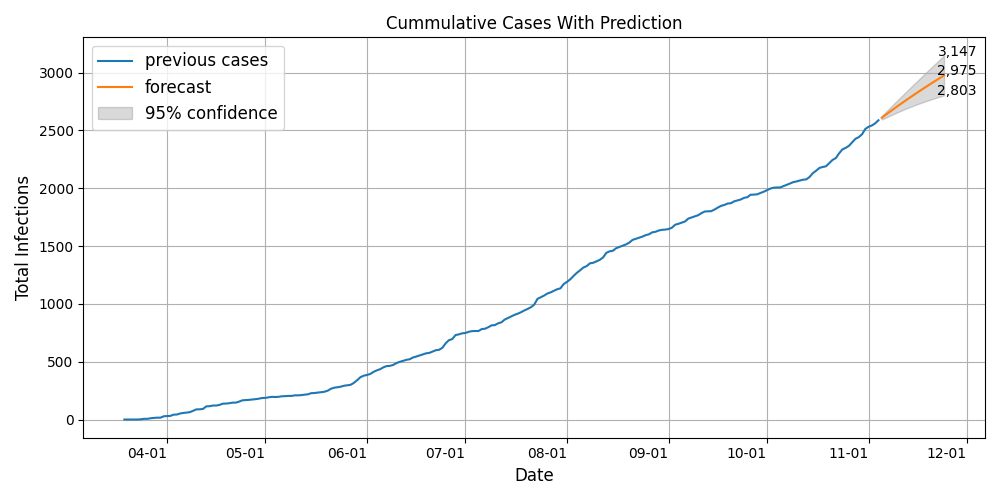 Cummulative Cases With Prediction
previous cases
forecast
95% confidence
3,147
2,975
2,803
Total Infections
3000
2500
2000
1500
1000
500
0
04-01 05-01 06-01 07-01 08-01 09-01 10-01 11-01 12-01
Date